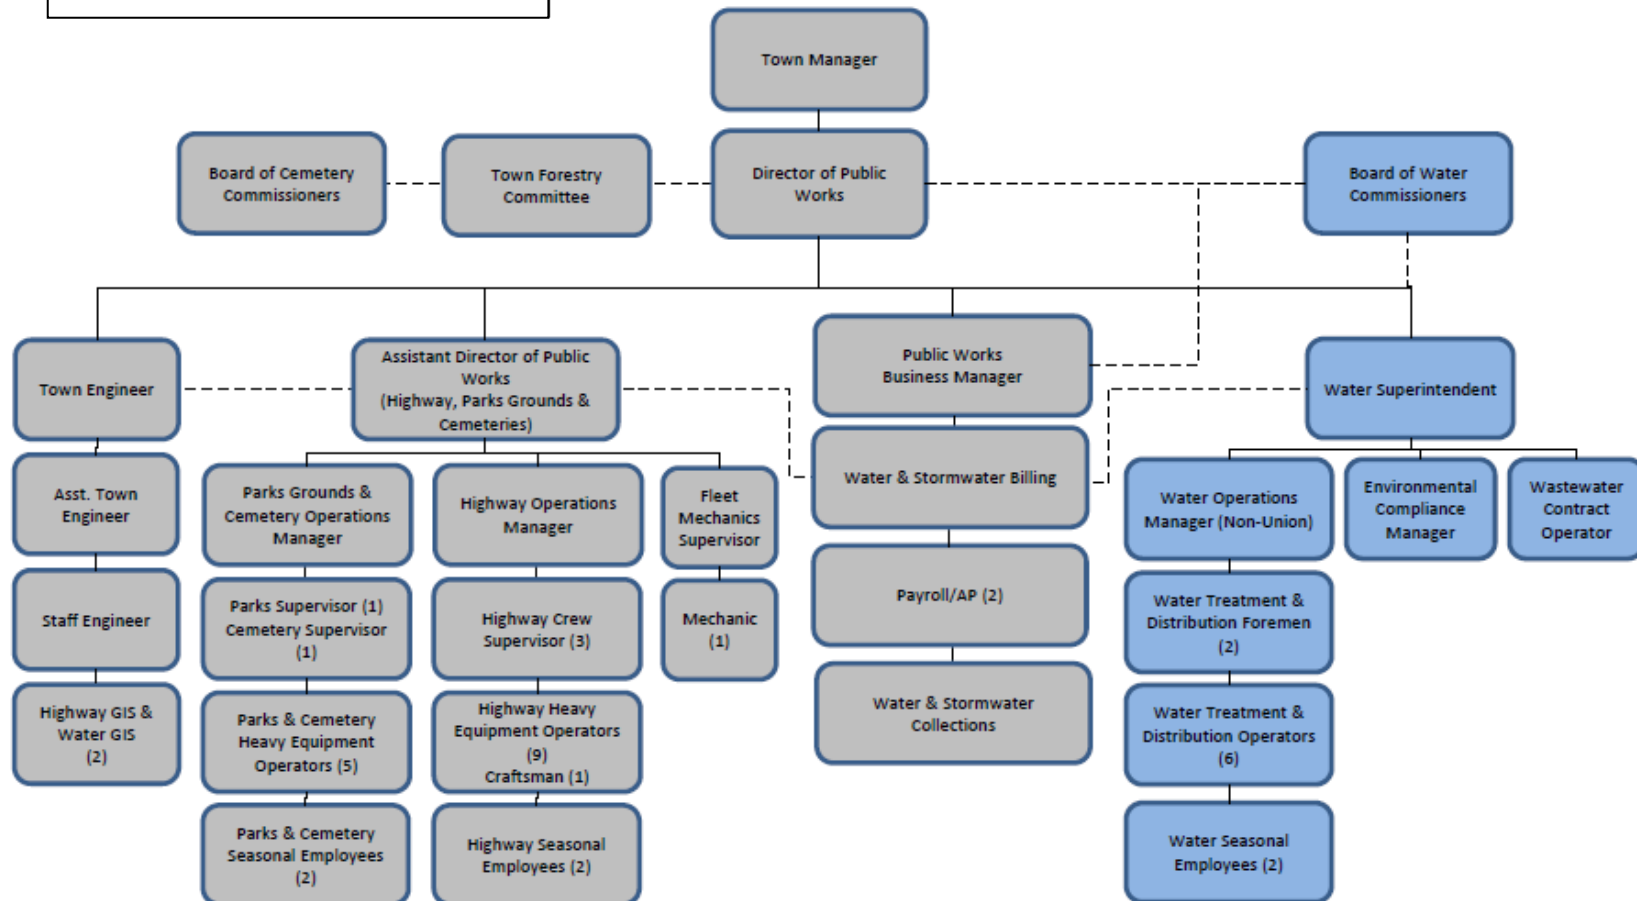 Town Manager
Board of Cemetery
Commissioners
Town Forestry
Committee
Director of Public
Works
Board of Water
Commissioners
Town Engineer
Assistant Director of Public
Works
(Highway, Parks Grounds &
Cemeteries)
Public Works
Business Manager
Water Superintendent
Asst. Town
Engineer
Parks Grounds &
Cemetery Operations
Manager
Highway Operations
Manager
Fleet
Mechanics
Supervisor
Water & Stormwater Billing
Water Operations
Manager (Non-Union)
Environmental
Compliance
Manager
Wastewater
Contract
Operator
Staff Engineer
Parks Supervisor (1)
Cemetery Supervisor
(1)
Highway Crew
Supervisor (3)
Mechanic
(1)
Payroll/AP (2)
Water Treatment &
Distribution Foremen
(2)
Highway GIS &
Water GIS
(2)
Parks & Cemetery
Heavy Equipment
Operators (5)
Highway Heavy
Equipment Operators
(9)
Craftsman (1)
Water & Stormwater
Collections
Water Treatment &
Distribution Operators
(6)
Parks & Cemetery
Seasonal Employees
(2)
Highway Seasonal
Employees (2)
Water Seasonal
Employees (2)